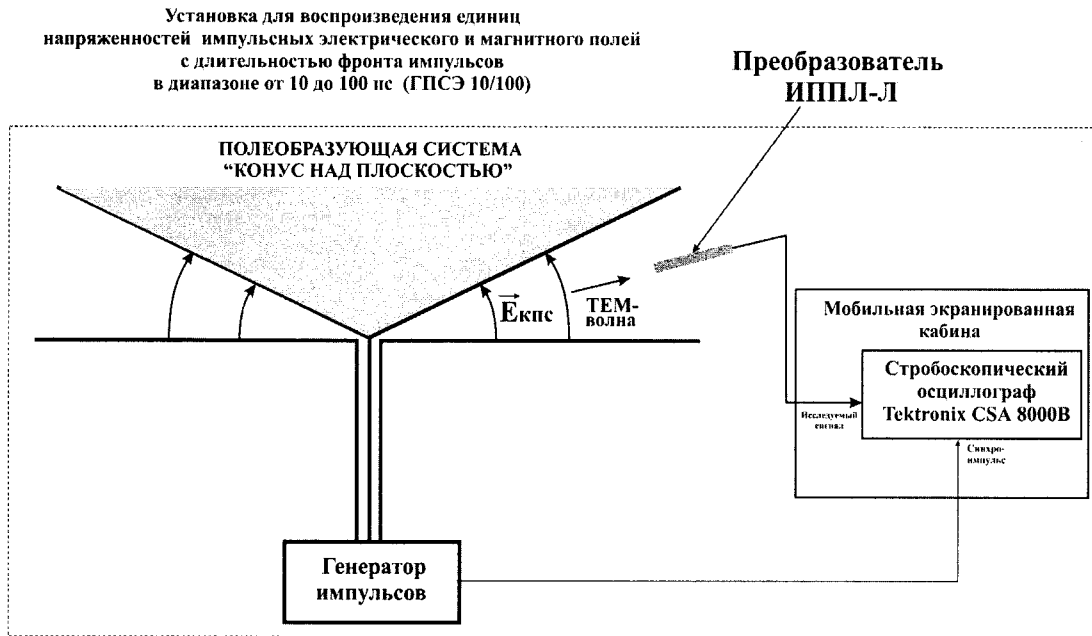 Установка для воспроизведения единиц
напряженностей импульсных электрического и магнитного полей
с длительностью фронта импульсов
в диапазоне от 10 до 100 пс (ГПСЭ 10/100)
Преобразователь
ИППЛ-Л
ПОЛЕОБРАЗУЮЩАЯ СИСТЕМА
“КОНУС НАД ПЛОСКОСТЬЮ”
Eкпс
ТЕМ-
волна
Мобильная экранированная
кабина
Стробоскопический
осциллограф
Tektronix CSA 8000B
Исследуемый
сигнал
Синхро-
импульс
Генератор
импульсов